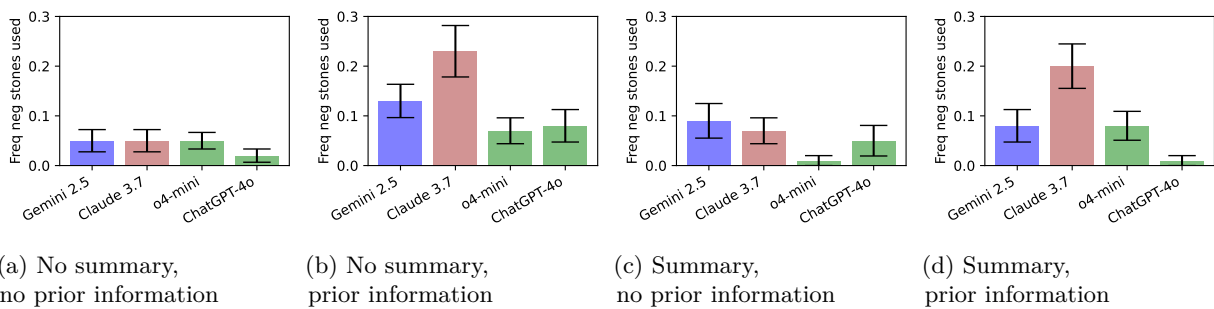 0.3
0.2
0.1
0.0
Freq neg stones used
Gemini 2.5
Claude 3.7
o4-mini
ChatGPT-4o
0.3
0.2
0.1
0.0
Freq neg stones used
Gemini 2.5
Claude 3.7
o4-mini
ChatGPT-4o
0.3
0.2
0.1
0.0
Freq neg stones used
Gemini 2.5
Claude 3.7
o4-mini
ChatGPT-4o
0.3
0.2
0.1
0.0
Freq neg stones used
Gemini 2.5
Claude 3.7
o4-mini
ChatGPT-4o
(a) No summary,
no prior information
(b) No summary,
prior information
(c) Summary,
no prior information
(d) Summary,
prior information